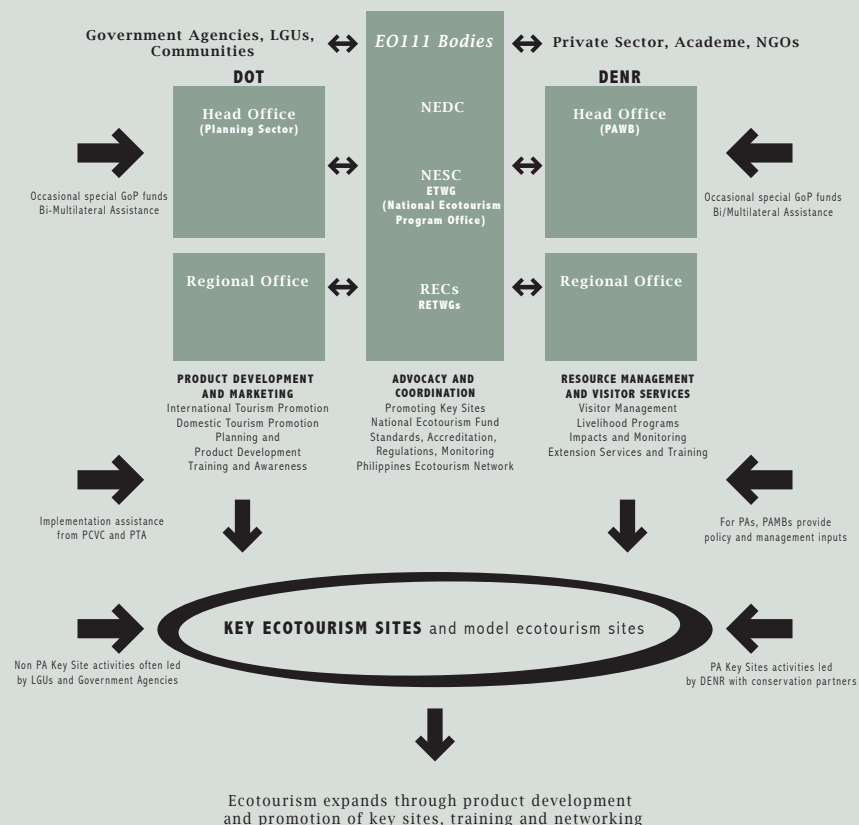 Government Agencies, LGUs,
Communities
EO111 Bodies
Private Sector, Academe, NGOs
DOT
DENR
Head Office
(Planning Sector)
NEDC
Head Office
(PAWB)
Occasional special GoP funds
Bi-Multilateral Assistance
NESC
ETWG
(National Ecotourism
Program Office)
Occasional special GoP funds
Bi/Multilateral Assistance
Regional Office
RECs
RETWGs
Regional Office
PRODUCT DEVELOPMENT
AND MARKETING
International Tourism Promotion
Domestic Tourism Promotion
Planning and
Product Development
Training and Awareness
ADVOCACY AND
COORDINATION
Promoting Key Sites
National Ecotourism Fund
Standards, Accreditation,
Regulations, Monitoring
Philippines Ecotourism Network
RESOURCE MANAGEMENT
AND VISITOR SERVICES
Visitor Management
Livelihood Programs
Impacts and Monitoring
Extension Services and Training
Implementation assistance
from PCVC and PTA
For PAs, PAMBs provide
policy and management inputs
KEY ECOTOURISM SITES and model ecotourism sites
Non PA Key Site activities often led
by LGUs and Government Agencies
PA Key Sites activities led
by DENR with conservation partners
Ecotourism expands through product development
and promotion of key sites, training and networking